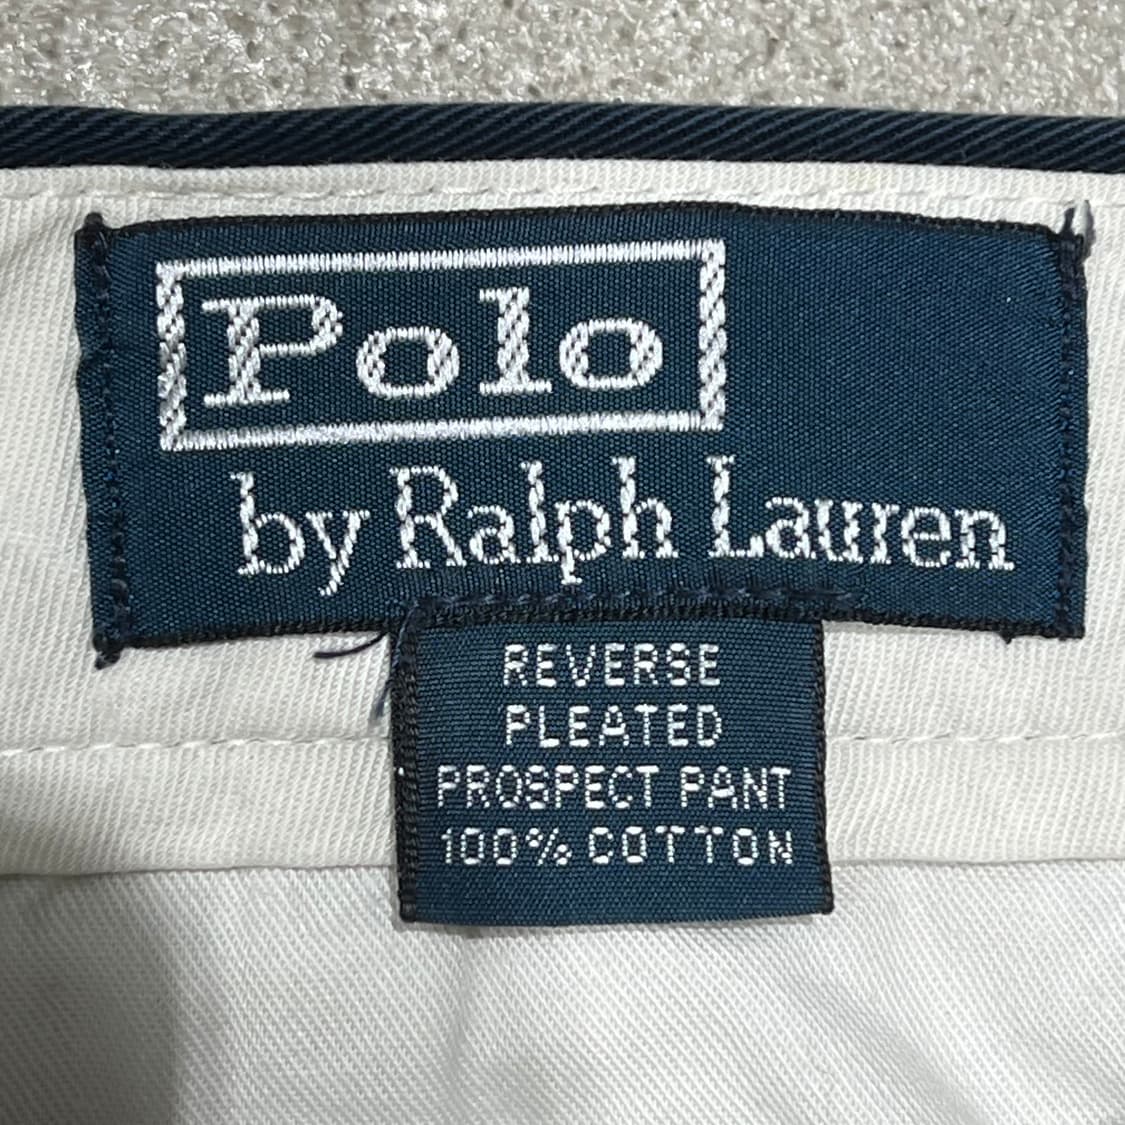 Polo
by Ralph Lauren
REVERSE
PLEATED
PROSPECT PANT
100% COTTON